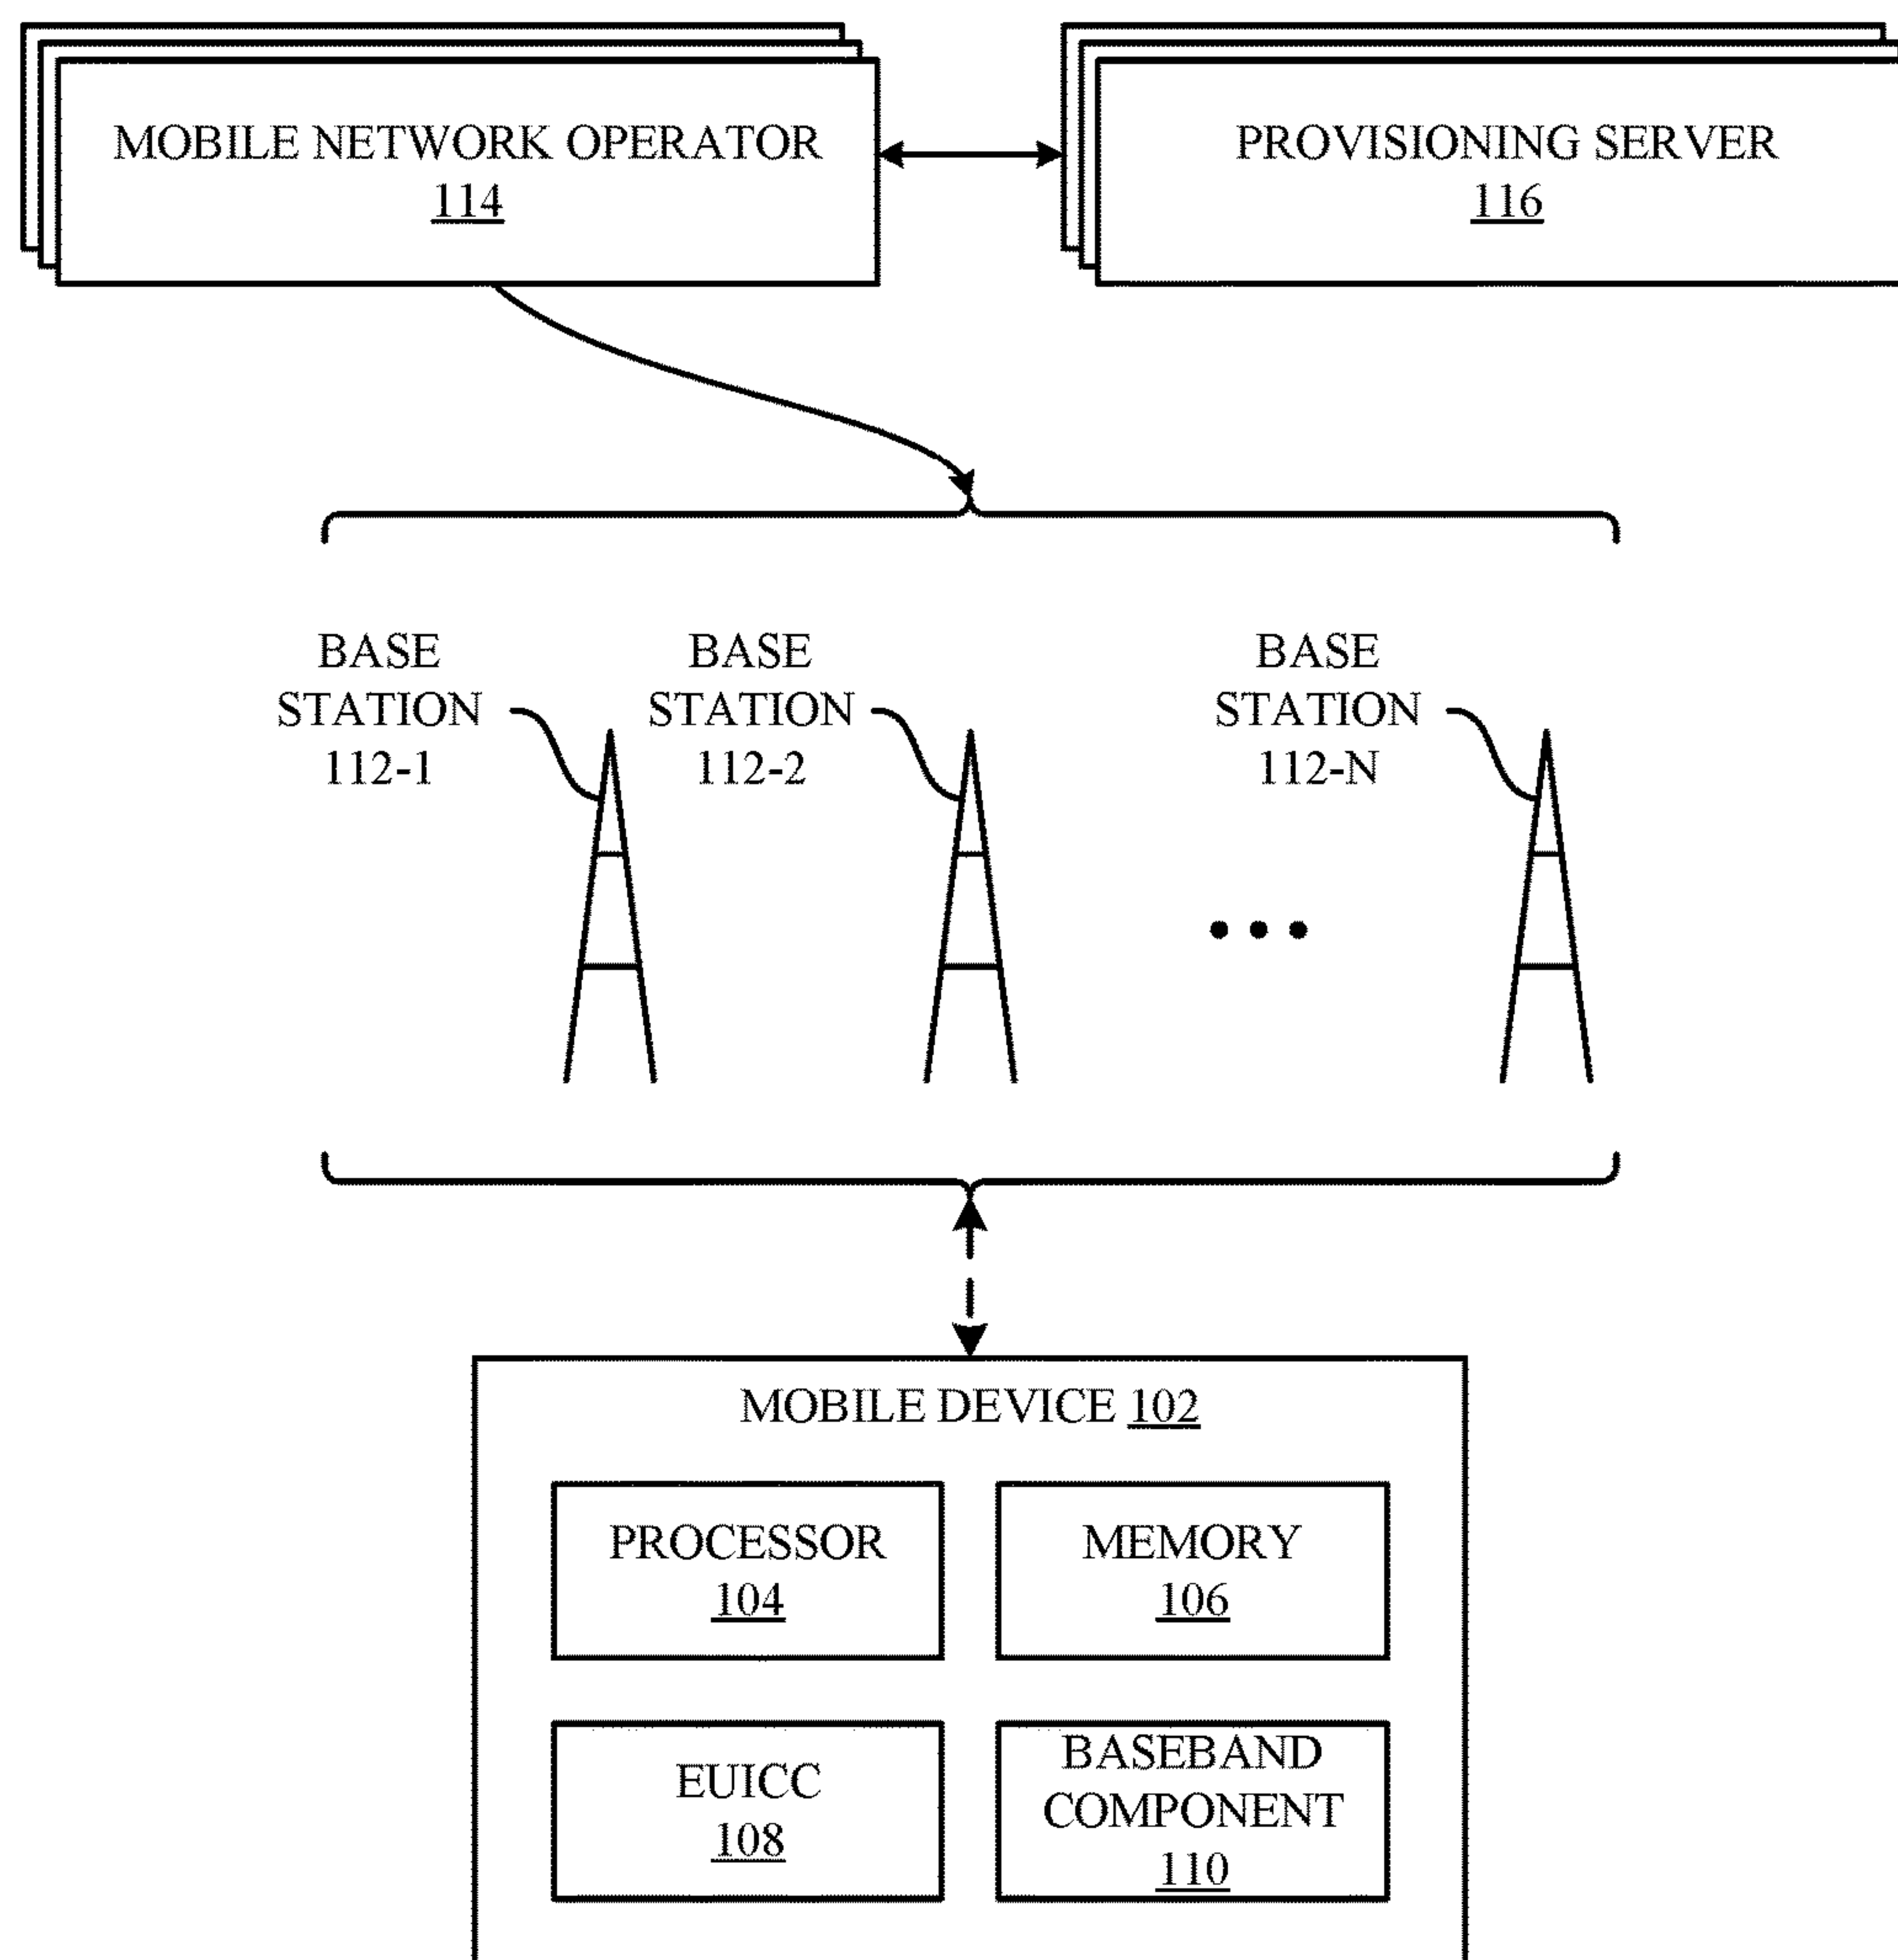 MOBILE NETWORK OPERATOR
114
PROVISIONING SERVER
116
BASE
STATION
112-1
BASE
STATION
112-2
BASE
STATION
112-N
MOBILE DEVICE 102
PROCESSOR
104
MEMORY
106
EUICC
108
BASEBAND
COMPONENT
110